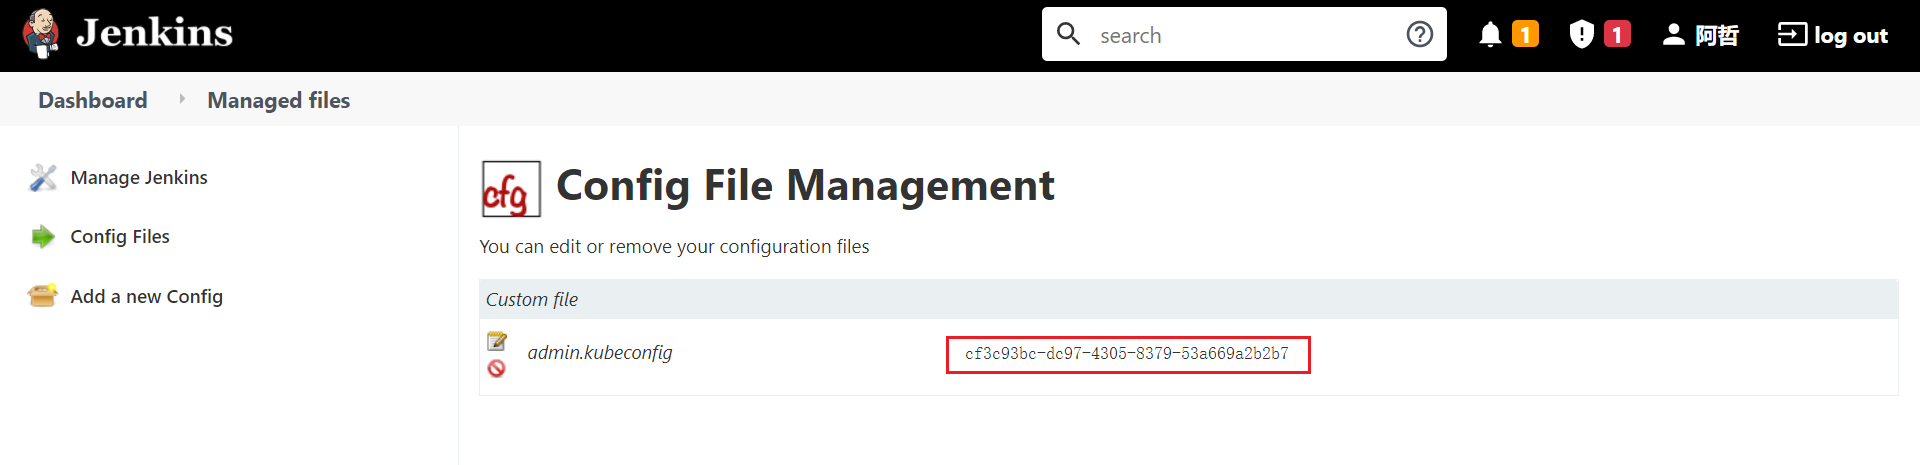 Jenkins
search
1
1
阿哲
log out
Dashboard
Managed files
Manage Jenkins
Config Files
Add a new Config
cfg
Config File Management
You can edit or remove your configuration files
Custom file
admin.kubeconfig
cf3c93bc-dc97-4305-8379-53a669a2b2b7